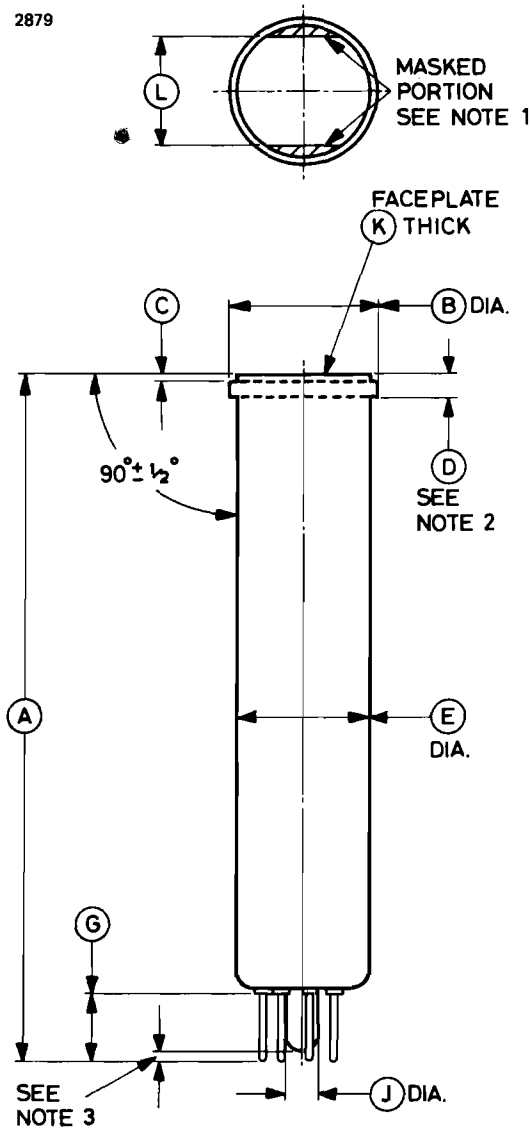 2879
L
MASKED
PORTION
SEE NOTE 1
FACEPLATE
K THICK
C
B DIA.
90° ± 1/2°
D
SEE
NOTE 2
A
E
DIA.
G
SEE
NOTE 3
J DIA.